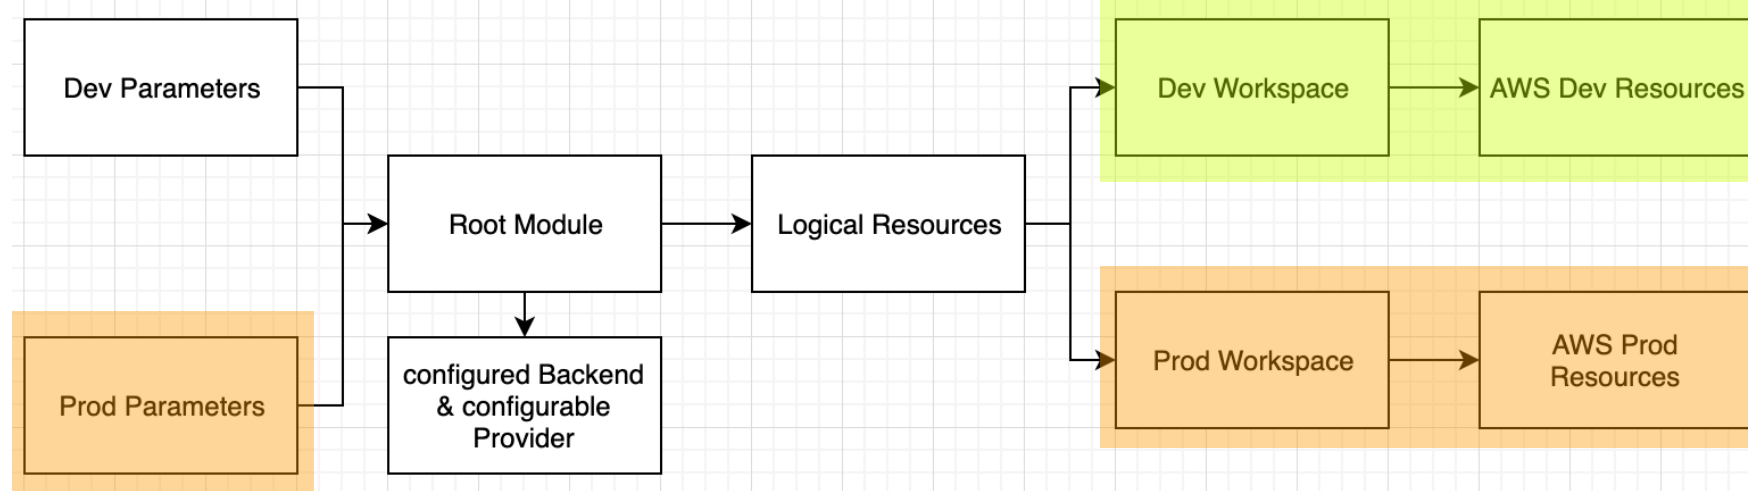 Dev Parameters
Dev Workspace
AWS Dev Resources
Root Module
Logical Resources
Prod Parameters
configured Backend
& configurable
Provider
Prod Workspace
AWS Prod
Resources